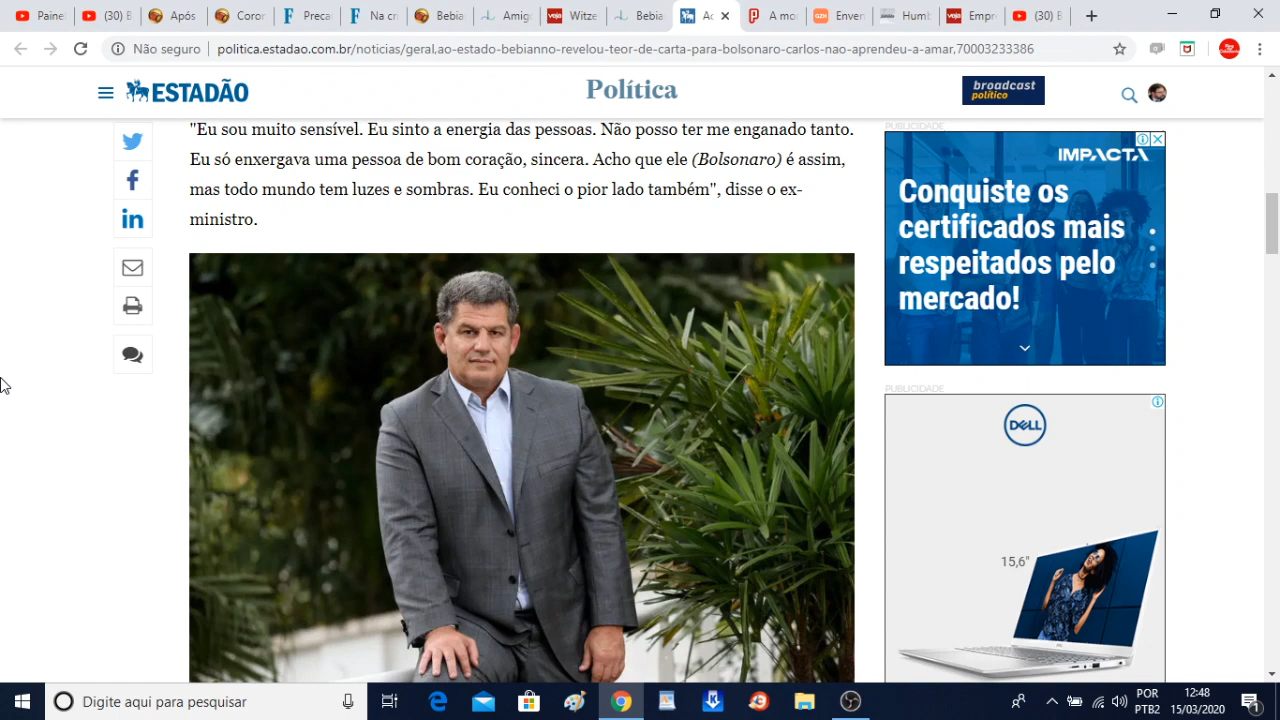 Paine
(30) B
Após
Coror
Preca
Na cri
Bebia
Amig
Witze
Bebia
Ac
A mo
Enver
Humb
Empr
(30) B
Não seguro
politica.estadao.com.br/noticias/geral,ao-estado-bebianno-revelou-teor-de-carta-para-bolsonaro-carlos-nao-aprendeu-a-amar,70003233386
ESTADÃO
Política
broadcast
político
"Eu sou muito sensível. Eu sinto a energia das pessoas. Não posso ter me enganado tanto.
Eu só enxergava uma pessoa de bom coração, sincera. Acho que ele (Bolsonaro) é assim,
mas todo mundo tem luzes e sombras. Eu conheci o pior lado também", disse o ex-
ministro.
PUBLICIDADE
IMPACTA
Conquiste os
certificados mais
respeitados pelo
mercado!
PUBLICIDADE
DELL
15,6"
Digite aqui para pesquisar
POR
PTB2
12:48
15/03/2020
1